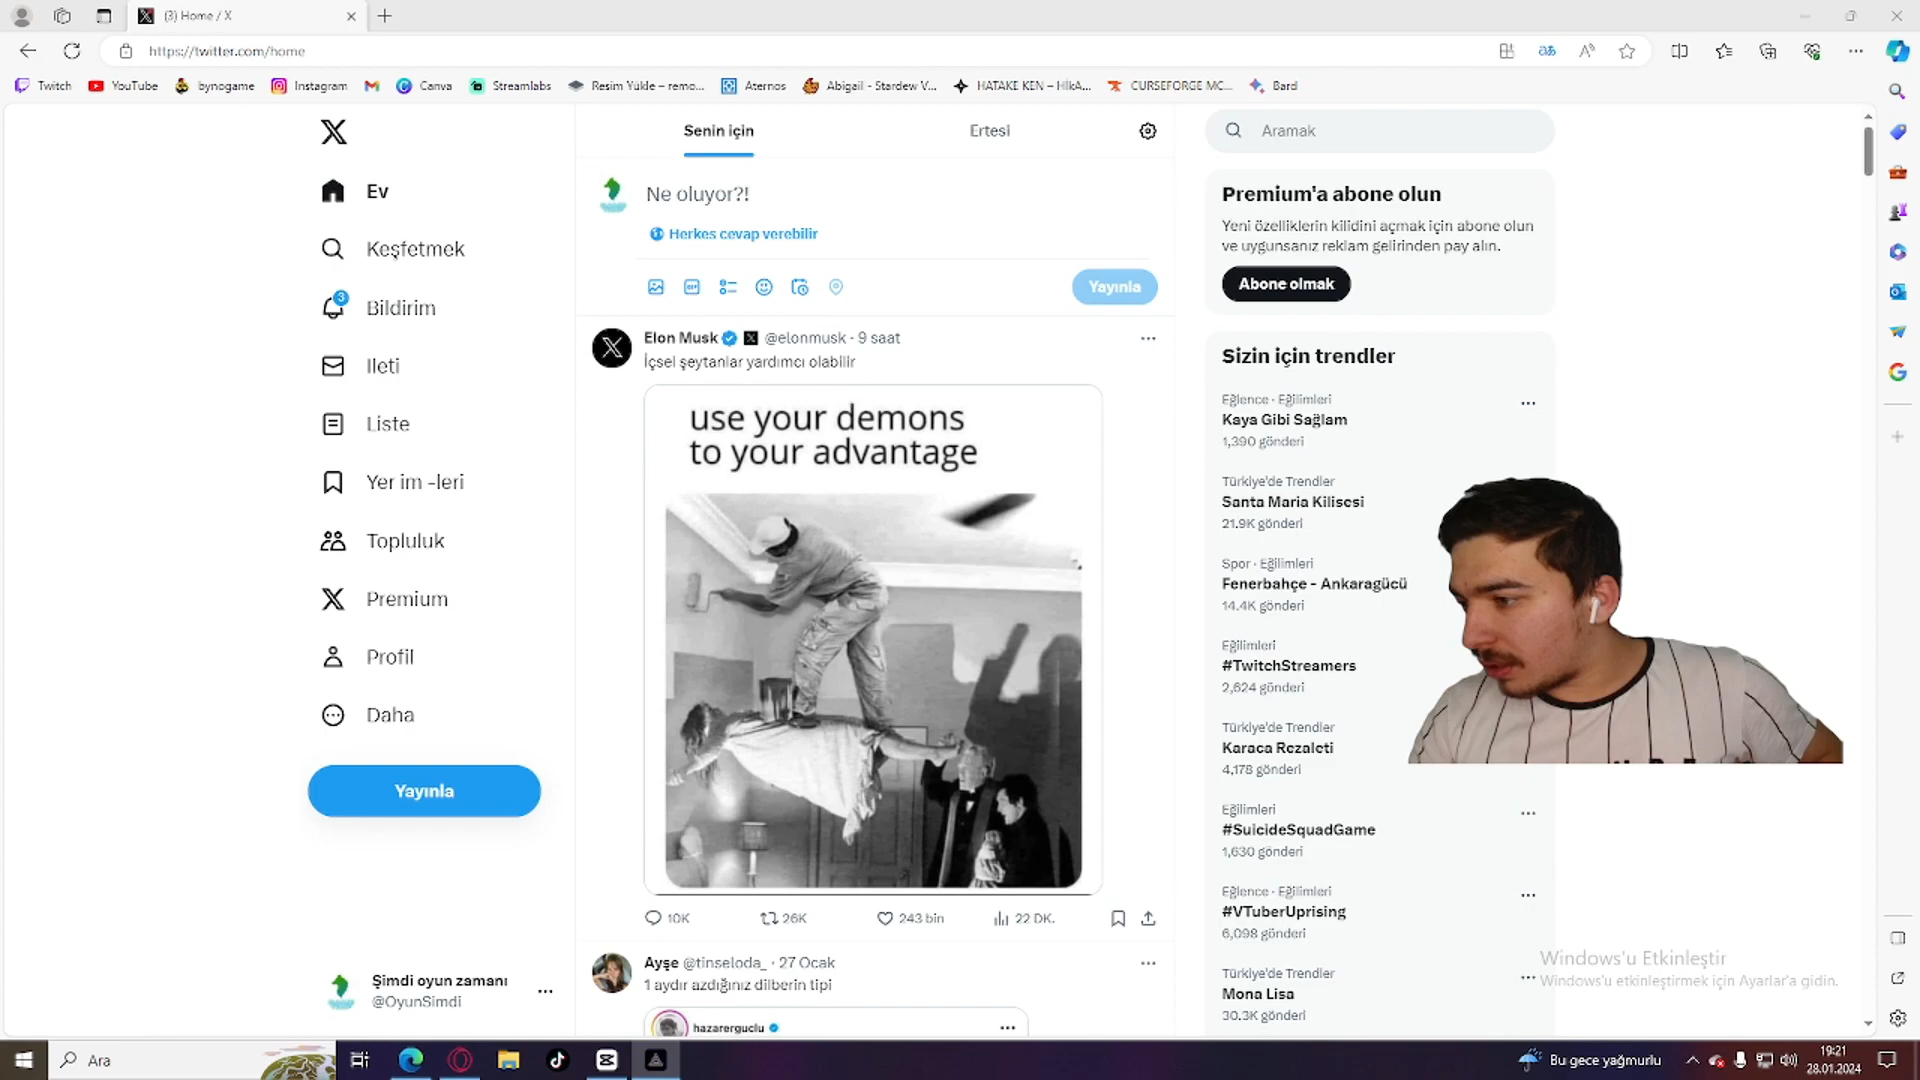 (3) Home / X
https://twitter.com/home
Twitch
YouTube
bynogame
Instagram
Canva
Streamlabs
Resim Yükle – remo...
Aternos
Abigail - Stardew V...
HATAKE KEN – HİkA...
CURSEFORGE MC...
Bard
Ev
Keşfetmek
3
Bildirim
Ileti
Liste
Yer im -leri
Topluluk
Premium
Profil
Daha
Yayınla
Şimdi oyun zamanı
@OyunSimdi
Senin için
Ertesi
Ne oluyor?!
Herkes cevap verebilir
GIF
Yayınla
Elon Musk @elonmusk · 9 saat
İçsel şeytanlar yardımcı olabilir
use your demons
to your advantage
10K
26K
243 bin
22 DK.
Ayşe @tinseloda_ · 27 Ocak
1 aydır azdığınız dilberin tipi
hazarerguclu
Aramak
Premium'a abone olun
Yeni özelliklerin kilidini açmak için abone olun
ve uygunsanız reklam gelirinden pay alın.
Abone olmak
Sizin için trendler
Eğlence · Eğilimleri
Kaya Gibi Sağlam
1,390 gönderi
Türkiye'de Trendler
Santa Maria Kilisesi
21.9K gönderi
Spor · Eğilimleri
Fenerbahçe - Ankaragücü
14.4K gönderi
Eğilimleri
#TwitchStreamers
2,624 gönderi
Türkiye'de Trendler
Karaca Rezaleti
4,178 gönderi
Eğilimleri
#SuicideSquadGame
1,630 gönderi
Eğlence · Eğilimleri
#VTuberUprising
6,098 gönderi
Türkiye'de Trendler
Mona Lisa
30.3K gönderi
Windows'u Etkinleştir
Windows'u etkinleştirmek için Ayarlar'a gidin.
Ara
Bu gece yağmurlu
19:21
28.01.2024